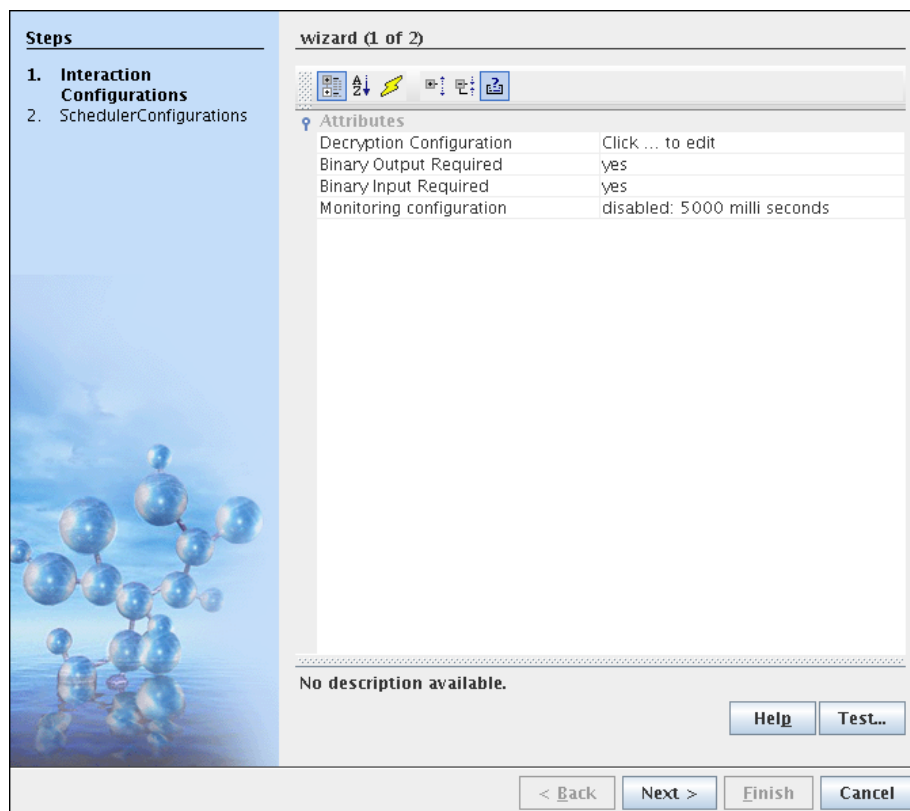 Steps
1. Interaction
Configurations
2. SchedulerConfigurations
wizard (1 of 2)
Attributes
Decryption Configuration Click ... to edit
Binary Output Required yes
Binary Input Required yes
Monitoring configuration disabled: 5000 milli seconds
No description available.
Help Test...
< Back Next > Finish Cancel